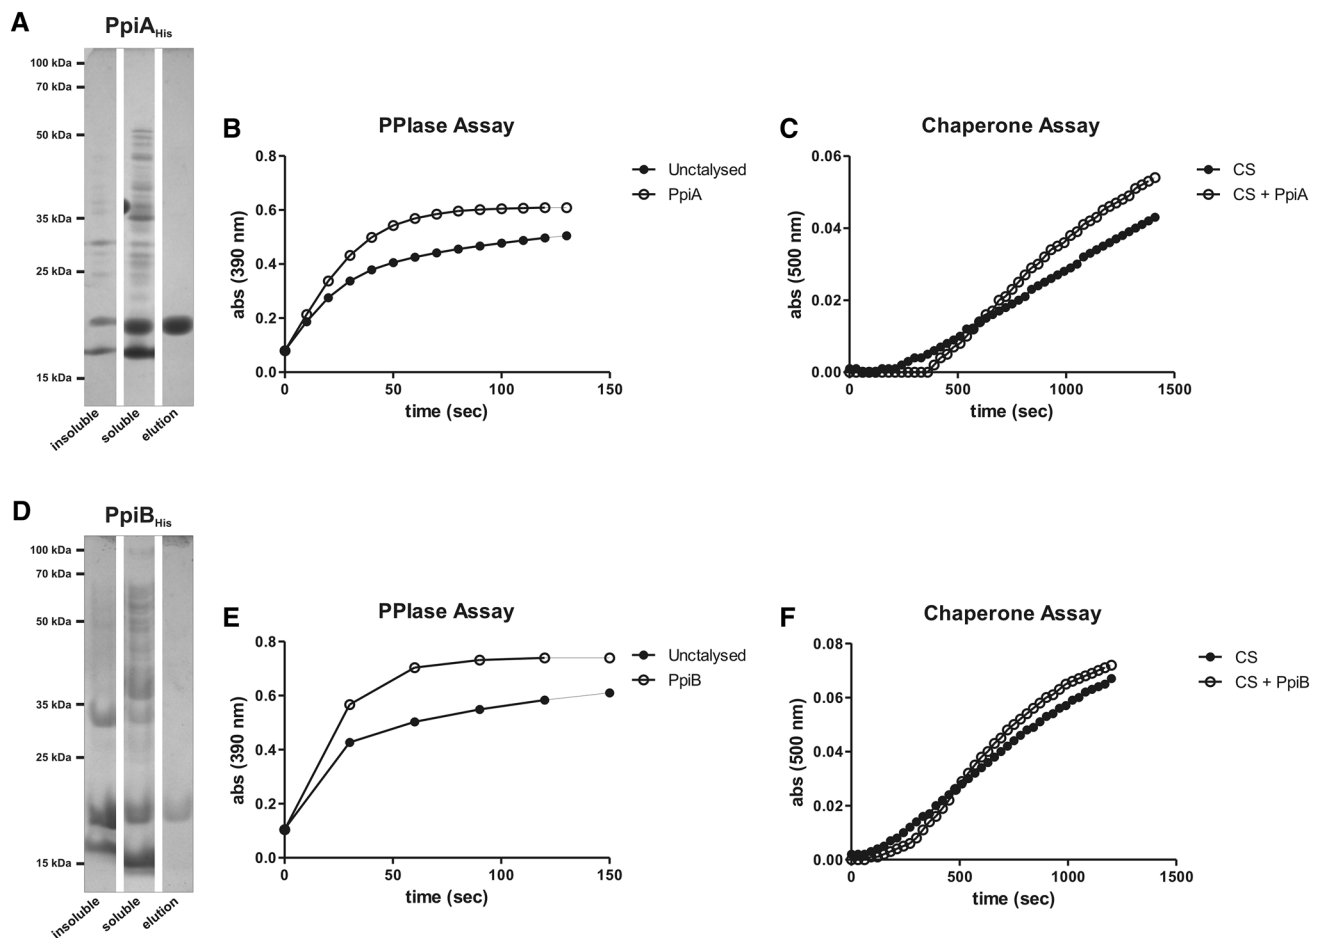 A
PpiAHis
100 kDa
70 kDa
50 kDa
35 kDa
25 kDa
15 kDa
insoluble
soluble
elution
B
PPIase Assay
abs (390 nm)
0.8
0.6
0.4
0.2
0.0
0 50 100 150
time (sec)
Unctalysed
PpiA
C
Chaperone Assay
abs (500 nm)
0.06
0.04
0.02
0.00
0 500 1000 1500
time (sec)
CS
CS + PpiA
D
PpiBHis
100 kDa
70 kDa
50 kDa
35 kDa
25 kDa
15 kDa
insoluble
soluble
elution
E
PPIase Assay
abs (390 nm)
0.8
0.6
0.4
0.2
0.0
0 50 100 150
time (sec)
Unctalysed
PpiB
F
Chaperone Assay
abs (500 nm)
0.08
0.06
0.04
0.02
0.00
0 500 1000 1500
time (sec)
CS
CS + PpiB